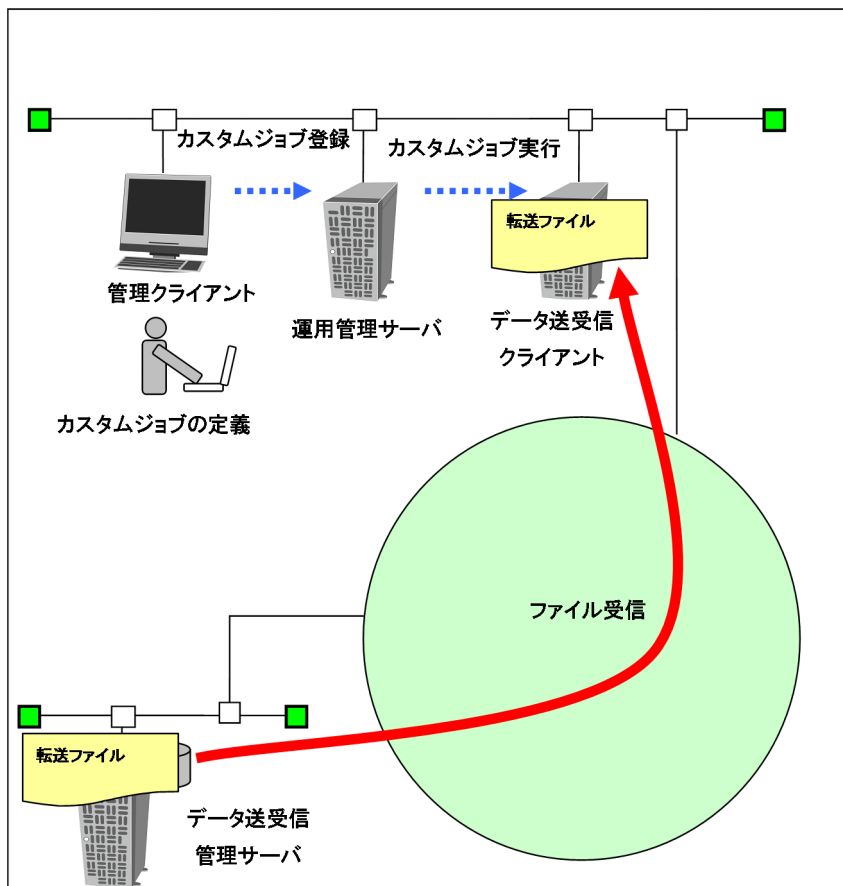 カスタムジョブ登録
カスタムジョブ実行
転送ファイル
管理クライアント
運用管理サーバ
データ送受信
クライアント
カスタムジョブの定義
ファイル受信
転送ファイル
データ送受信
管理サーバ